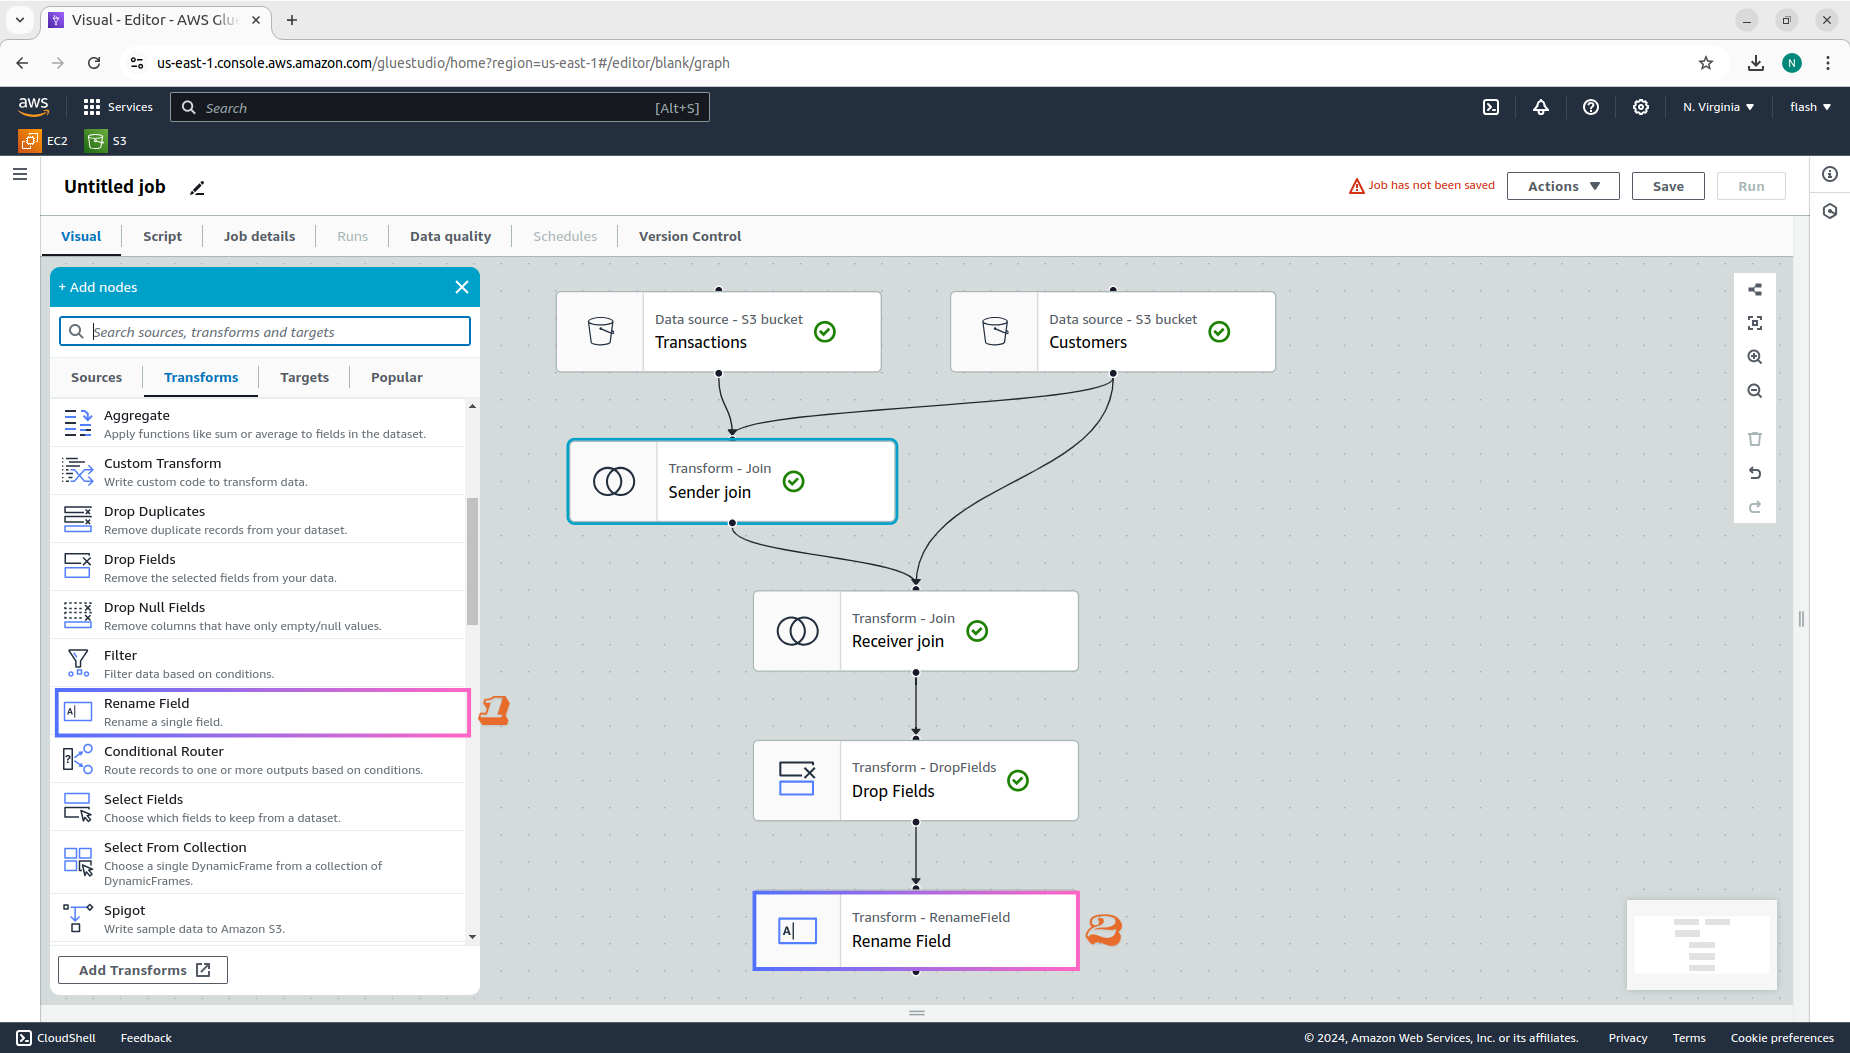 Visual - Editor - AWS Glue
us-east-1.console.aws.amazon.com/gluestudio/home?region=us-east-1#/editor/blank/graph
N
aws
Services
Search
[Alt+S]
N. Virginia
flash
EC2
S3
Untitled job
Job has not been saved
Actions
Save
Run
Visual
Script
Job details
Runs
Data quality
Schedules
Version Control
+ Add nodes
Search sources, transforms and targets
Sources
Transforms
Targets
Popular
Aggregate
Apply functions like sum or average to fields in the dataset.
Custom Transform
Write custom code to transform data.
Drop Duplicates
Remove duplicate records from your dataset.
Drop Fields
Remove the selected fields from your data.
Drop Null Fields
Remove columns that have only empty/null values.
Filter
Filter data based on conditions.
A
Rename Field
Rename a single field.
1
?
Conditional Router
Route records to one or more outputs based on conditions.
Select Fields
Choose which fields to keep from a dataset.
Select From Collection
Choose a single DynamicFrame from a collection of
DynamicFrames.
Spigot
Write sample data to Amazon S3.
Add Transforms
Data source - S3 bucket
Transactions
Data source - S3 bucket
Customers
Transform - Join
Sender join
Transform - Join
Receiver join
Transform - DropFields
Drop Fields
A
Transform - RenameField
Rename Field
2
CloudShell
Feedback
© 2024, Amazon Web Services, Inc. or its affiliates.
Privacy
Terms
Cookie preferences